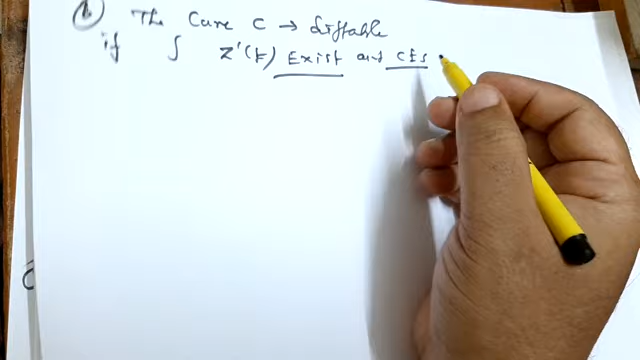 (b) The Curve C → diffable
if ∫ z'(t) Exist and cts